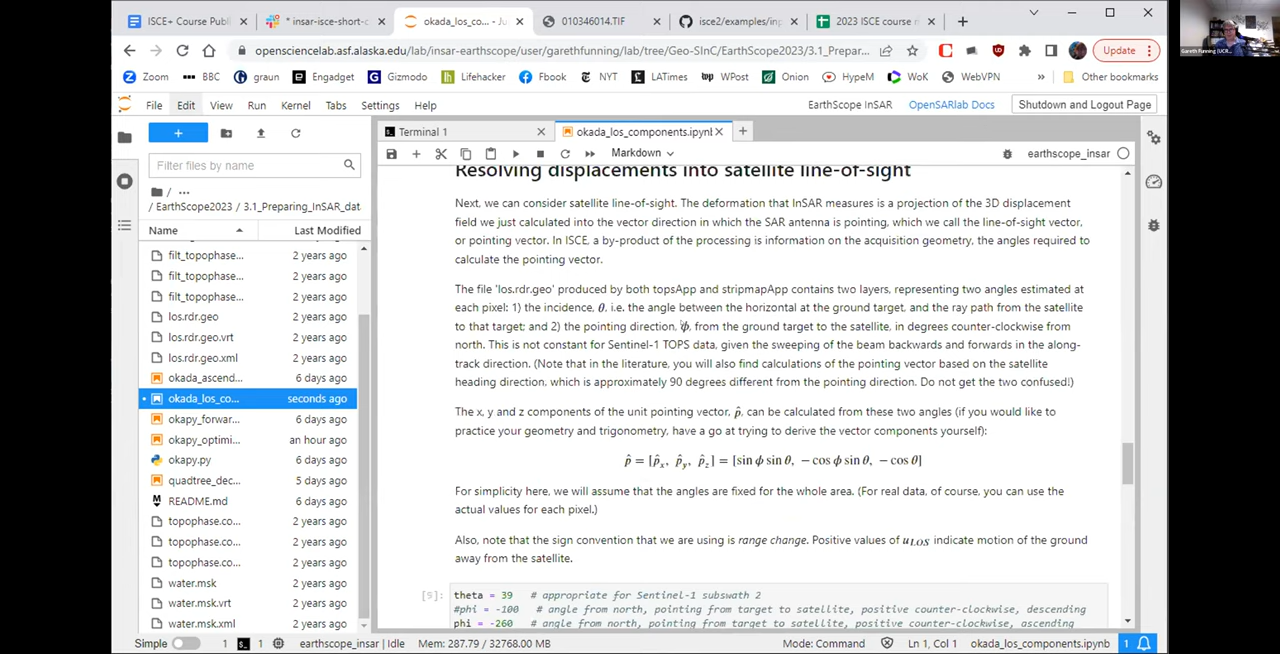 ISCE+ Course Publ
* insar-isce-short-c
okada_los_co... - Ju
010346014.TIF
isce2/examples/inp
2023 ISCE course n
opensciencelab.asf.alaska.edu/lab/insar-earthscope/user/garethfunning/lab/tree/Geo-SInC/EarthScope2023/3.1_Prepar...
Update
Zoom
BBC
graun
Engadget
Gizmodo
Lifehacker
Fbook
NYT
LATimes
WPost
Onion
HypeM
WoK
WebVPN
»
Other bookmarks
File Edit View Run Kernel Tabs Settings Help
EarthScope InSAR
OpenSARlab Docs
Shutdown and Logout Page
Filter files by name
/ ...
/ EarthScope2023 / 3.1_Preparing_InSAR_dat
Name
Last Modified
filt_topophase... 2 years ago
filt_topophase... 2 years ago
filt_topophase... 2 years ago
los.rdr.geo 2 years ago
los.rdr.geo.vrt 2 years ago
los.rdr.geo.xml 2 years ago
okada_ascend... 6 days ago
okada_los_co... seconds ago
okapy_forwar... 6 days ago
okapy_optimi... an hour ago
okapy.py 6 days ago
quadtree_dec... 5 days ago
README.md 6 days ago
topophase.co... 2 years ago
topophase.co... 2 years ago
topophase.co... 2 years ago
water.msk 2 years ago
water.msk.vrt 2 years ago
water.msk.xml 2 years ago
Terminal 1
okada_los_components.ipynl
Markdown
earthscope_insar
Resolving displacements into satellite line-of-sight
Next, we can consider satellite line-of-sight. The deformation that InSAR measures is a projection of the 3D displacement
field we just calculated into the vector direction in which the SAR antenna is pointing, which we call the line-of-sight vector,
or pointing vector. In ISCE, a by-product of the processing is information on the acquisition geometry, the angles required to
calculate the pointing vector.
The file 'los.rdr.geo' produced by both topsApp and stripmapApp contains two layers, representing two angles estimated at
each pixel: 1) the incidence, θ, i.e. the angle between the horizontal at the ground target, and the ray path from the satellite
to that target; and 2) the pointing direction, ϕ, from the ground target to the satellite, in degrees counter-clockwise from
north. This is not constant for Sentinel-1 TOPS data, given the sweeping of the beam backwards and forwards in the along-
track direction. (Note that in the literature, you will also find calculations of the pointing vector based on the satellite
heading direction, which is approximately 90 degrees different from the pointing direction. Do not get the two confused!)
The x, y and z components of the unit pointing vector, p̂, can be calculated from these two angles (if you would like to
practice your geometry and trigonometry, have a go at trying to derive the vector components yourself):
p̂ = [p̂x, p̂y, p̂z] = [sin ϕ sin θ, − cos ϕ sin θ, − cos θ]
For simplicity here, we will assume that the angles are fixed for the whole area. (For real data, of course, you can use the
actual values for each pixel.)
Also, note that the sign convention that we are using is range change. Positive values of uLOS indicate motion of the ground
away from the satellite.
[9]:
theta = 39 # appropriate for Sentinel-1 subswath 2
#phi = -100 # angle from north, pointing from target to satellite, positive counter-clockwise, descending
phi = -260 # angle from north, pointing from target to satellite, positive counter-clockwise, ascending
Simple
1
1
earthscope_insar | Idle
Mem: 287.79 / 32768.00 MB
Mode: Command
Ln 1, Col 1
okada_los_components.ipynb
1
Gareth Funning (UCR,